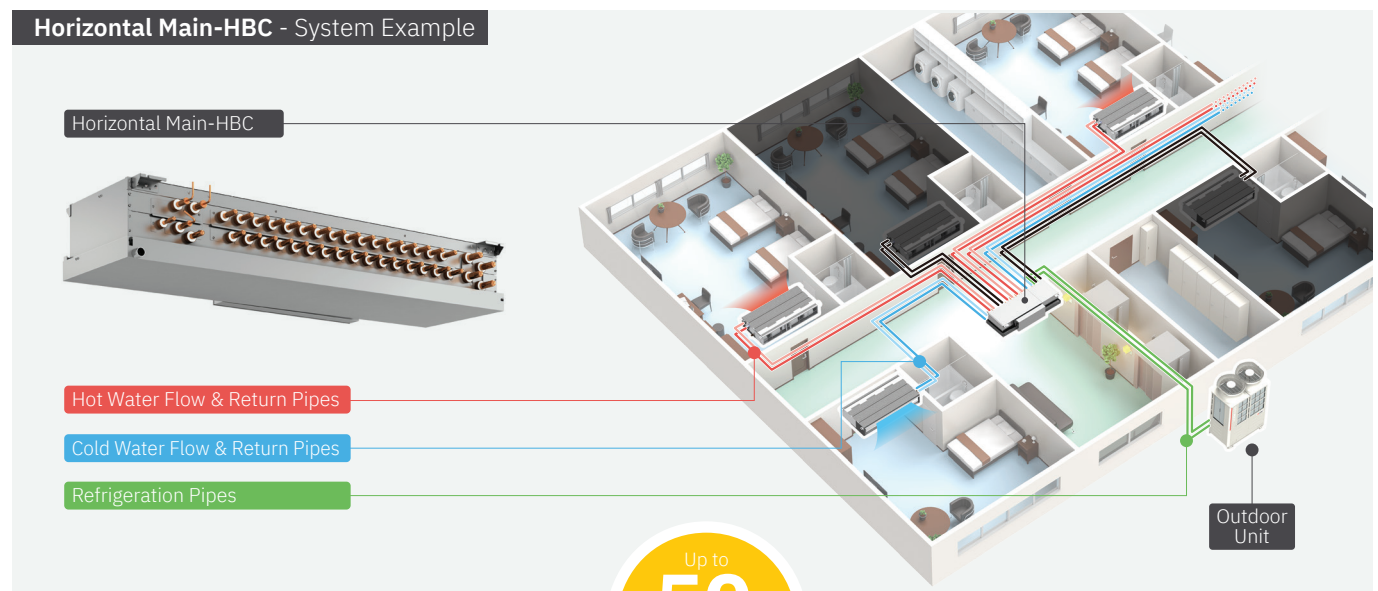 Horizontal Main-HBC - System Example
Horizontal Main-HBC
Hot Water Flow & Return Pipes
Cold Water Flow & Return Pipes
Refrigeration Pipes
Outdoor
Unit
Up to